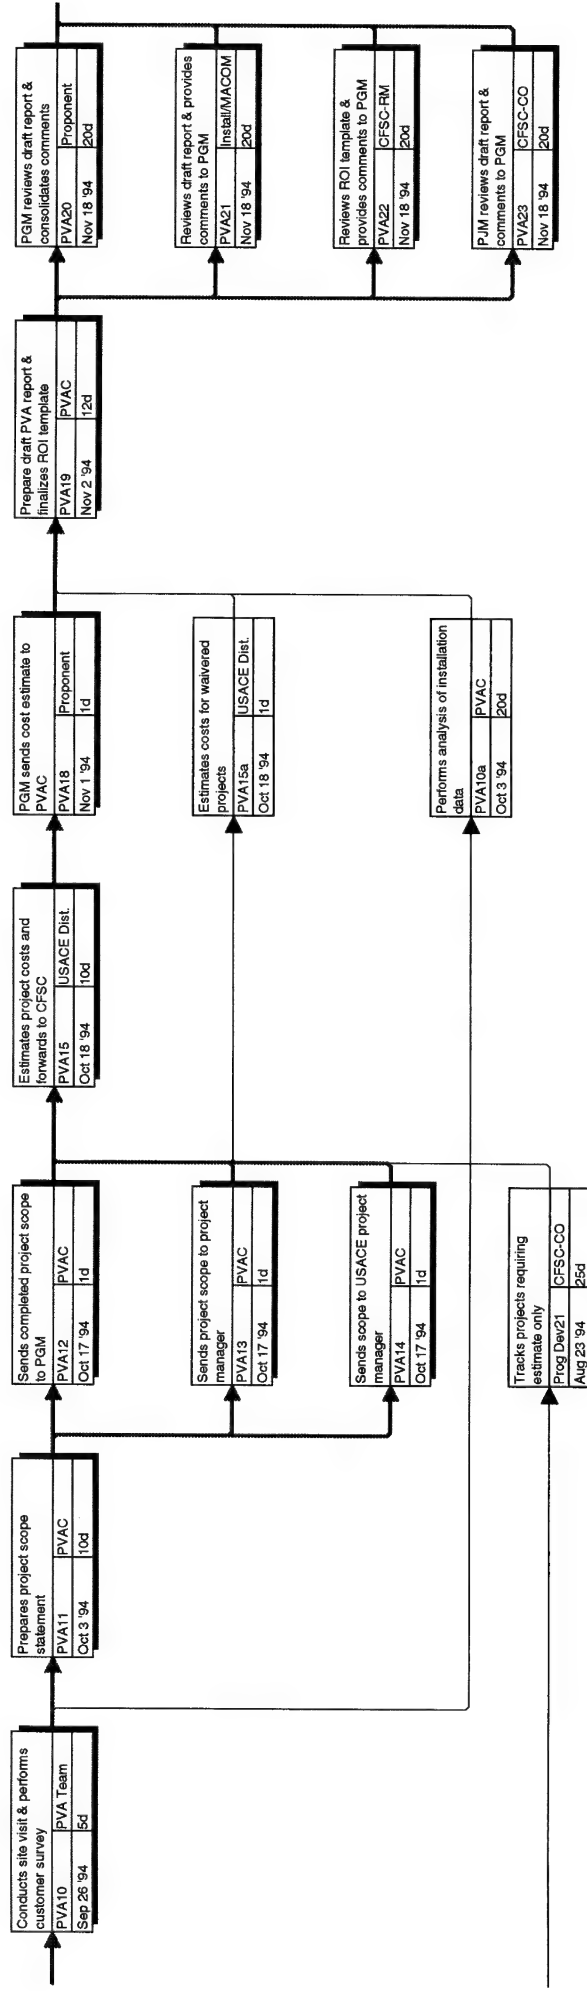 Conducts site visit & performs
customer survey
PVA10 PVA Team
Sep 26 '94 5d
Prepares project scope
statement
PVA11 PVAC
Oct 3 '94 10d
Sends completed project scope
to PGM
PVA12 PVAC
Oct 17 '94 1d
Sends project scope to project
manager
PVA13 PVAC
Oct 17 '94 1d
Sends scope to USACE project
manager
PVA14 PVAC
Oct 17 '94 1d
Tracks projects requiring
estimate only
Prog Dev21 CFSC-CO
Aug 23 '94 25d
Estimates project costs and
forwards to CFSC
PVA15 USACE Dist.
Oct 18 '94 10d
PGM sends cost estimate to
PVAC
PVA18 Proponent
Nov 1 '94 1d
Estimates costs for waivered
projects
PVA15a USACE Dist.
Oct 18 '94 1d
Performs analysis of installation
data
PVA10a PVAC
Oct 3 '94 20d
Prepare draft PVA report &
finalizes ROI template
PVA19 PVAC
Nov 2 '94 12d
PGM reviews draft report &
consolidates comments
PVA20 Proponent
Nov 18 '94 20d
Reviews draft report & provides
comments to PGM
PVA21 Install/MACOM
Nov 18 '94 20d
Reviews ROI template &
provides comments to PGM
PVA22 CFSC-RM
Nov 18 '94 20d
PJM reviews draft report &
comments to PGM
PVA23 CFSC-CO
Nov 18 '94 20d